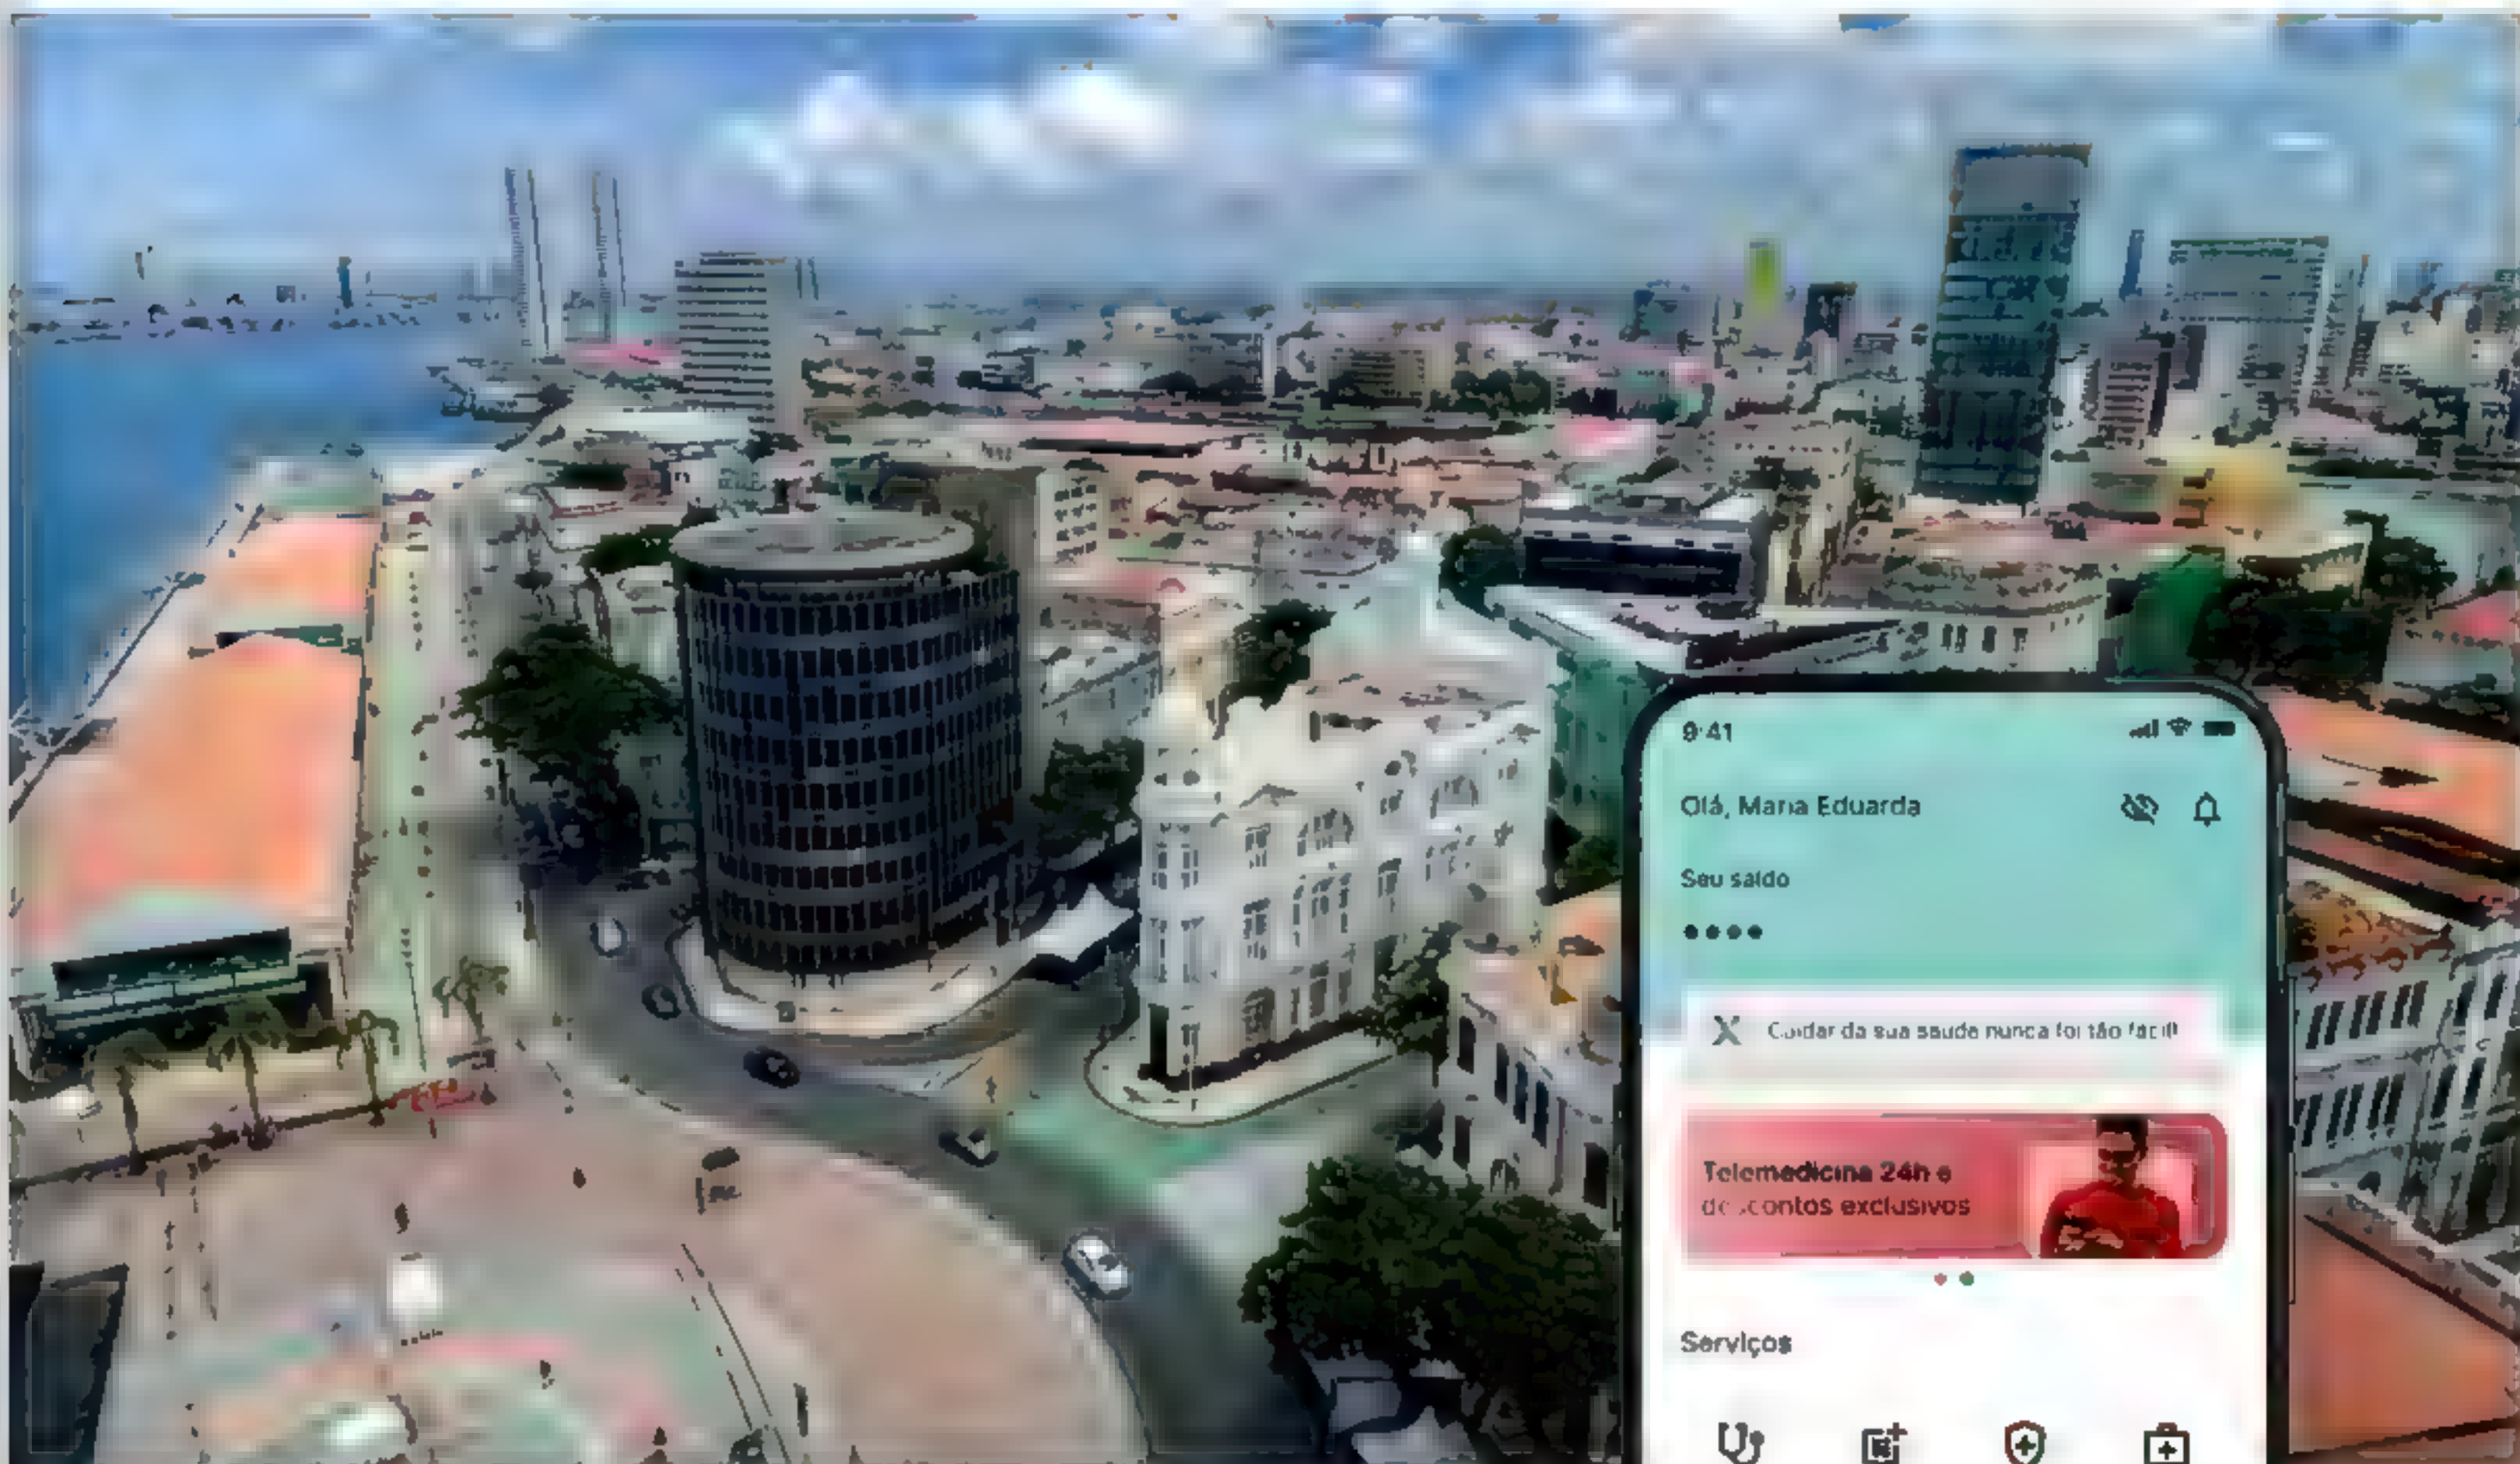 9:41
Olá, Maria Eduarda
Seu saldo
Cuidar da sua saúde nunca foi tão fácil!
Telemedicina 24h e
descontos exclusivos
Serviços